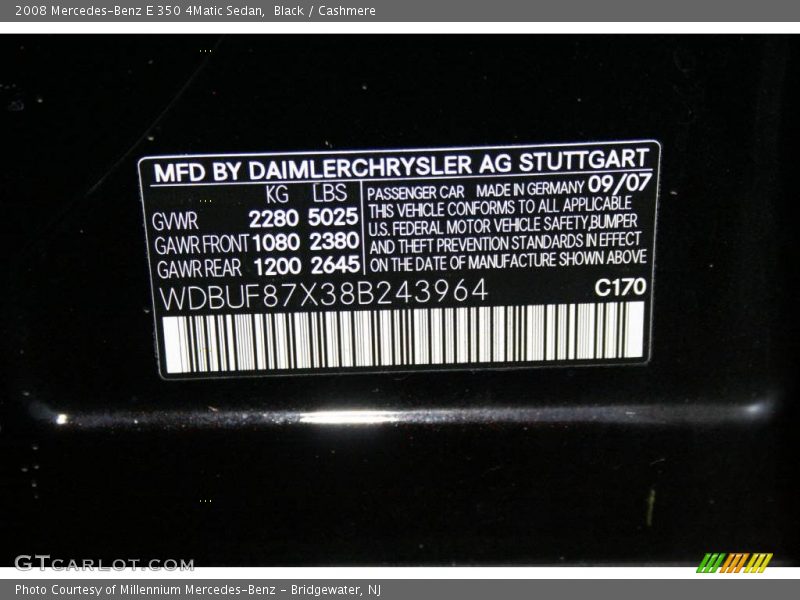 2008 Mercedes-Benz E 350 4Matic Sedan,  Black / Cashmere
MFD BY DAIMLERCHRYSLER AG STUTTGART
KG LBS
GVWR 2280 5025
GAWR FRONT 1080 2380
GAWR REAR 1200 2645
PASSENGER CAR MADE IN GERMANY 09/07
THIS VEHICLE CONFORMS TO ALL APPLICABLE
U.S. FEDERAL MOTOR VEHICLE SAFETY, BUMPER
AND THEFT PREVENTION STANDARDS IN EFFECT
ON THE DATE OF MANUFACTURE SHOWN ABOVE
WDBUF87X38B243964 C170
GTCARLOT.COM
Photo Courtesy of Millennium Mercedes-Benz - Bridgewater, NJ